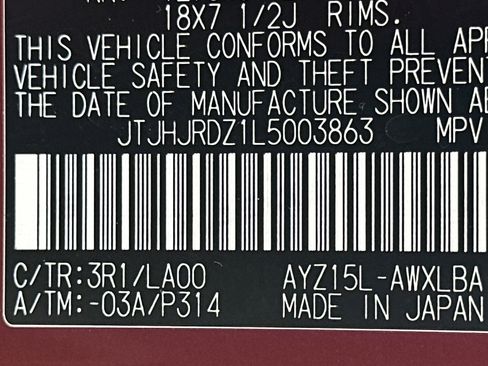 18X7 1/2J RIMS.
THIS VEHICLE CONFORMS TO ALL APP
VEHICLE SAFETY AND THEFT PREVENT
THE DATE OF MANUFACTURE SHOWN AB
JTJHJRDZ1L5003863 MPV
C/TR:3R1/LA00 AYZ15L-AWXLBA
A/TM:-03A/P314 MADE IN JAPAN